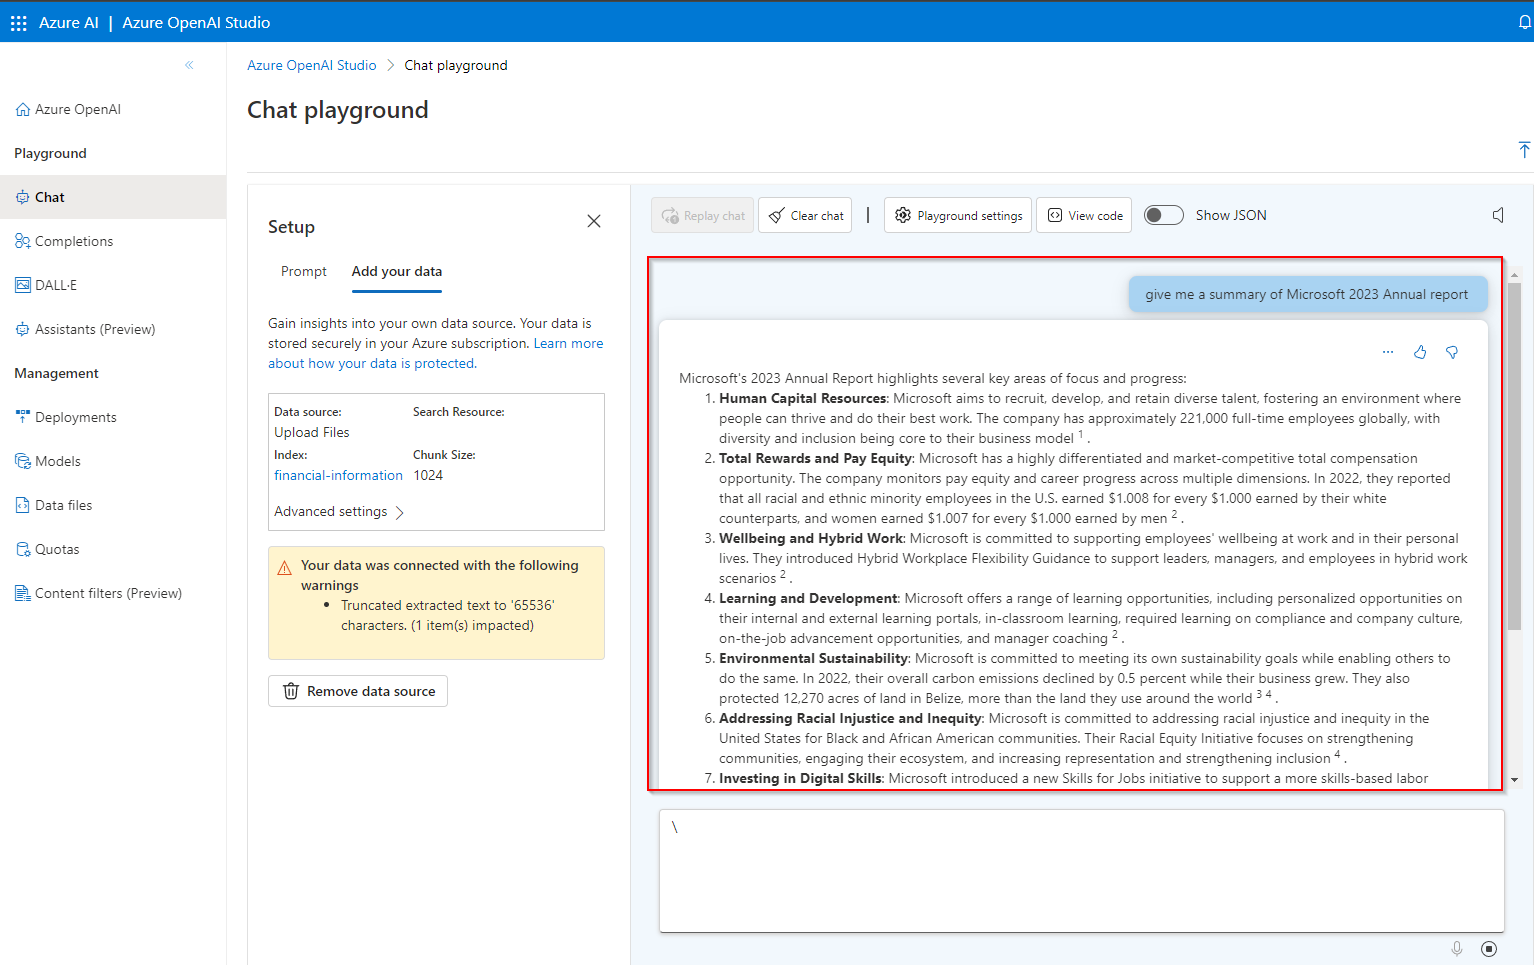 Azure AI | Azure OpenAI Studio
Azure OpenAI Studio > Chat playground
Chat playground
Azure OpenAI
Playground
Chat
Completions
DALL·E
Assistants (Preview)
Management
Deployments
Models
Data files
Quotas
Content filters (Preview)
Setup
Prompt Add your data
Gain insights into your own data source. Your data is
stored securely in your Azure subscription. Learn more
about how your data is protected.
Data source: Search Resource:
Upload Files
Index: Chunk Size:
financial-information 1024
Advanced settings
Your data was connected with the following
warnings
• Truncated extracted text to '65536'
characters. (1 item(s) impacted)
Remove data source
Replay chat Clear chat | Playground settings View code Show JSON
give me a summary of Microsoft 2023 Annual report
Microsoft's 2023 Annual Report highlights several key areas of focus and progress:
1. Human Capital Resources: Microsoft aims to recruit, develop, and retain diverse talent, fostering an environment where
people can thrive and do their best work. The company has approximately 221,000 full-time employees globally, with
diversity and inclusion being core to their business model 1 .
2. Total Rewards and Pay Equity: Microsoft has a highly differentiated and market-competitive total compensation
opportunity. The company monitors pay equity and career progress across multiple dimensions. In 2022, they reported
that all racial and ethnic minority employees in the U.S. earned $1.008 for every $1.000 earned by their white
counterparts, and women earned $1.007 for every $1.000 earned by men 2 .
3. Wellbeing and Hybrid Work: Microsoft is committed to supporting employees' wellbeing at work and in their personal
lives. They introduced Hybrid Workplace Flexibility Guidance to support leaders, managers, and employees in hybrid work
scenarios 2 .
4. Learning and Development: Microsoft offers a range of learning opportunities, including personalized opportunities on
their internal and external learning portals, in-classroom learning, required learning on compliance and company culture,
on-the-job advancement opportunities, and manager coaching 2 .
5. Environmental Sustainability: Microsoft is committed to meeting its own sustainability goals while enabling others to
do the same. In 2022, their overall carbon emissions declined by 0.5 percent while their business grew. They also
protected 12,270 acres of land in Belize, more than the land they use around the world 3 4 .
6. Addressing Racial Injustice and Inequity: Microsoft is committed to addressing racial injustice and inequity in the
United States for Black and African American communities. Their Racial Equity Initiative focuses on strengthening
communities, engaging their ecosystem, and increasing representation and strengthening inclusion 4 .
7. Investing in Digital Skills: Microsoft introduced a new Skills for Jobs initiative to support a more skills-based labor
\